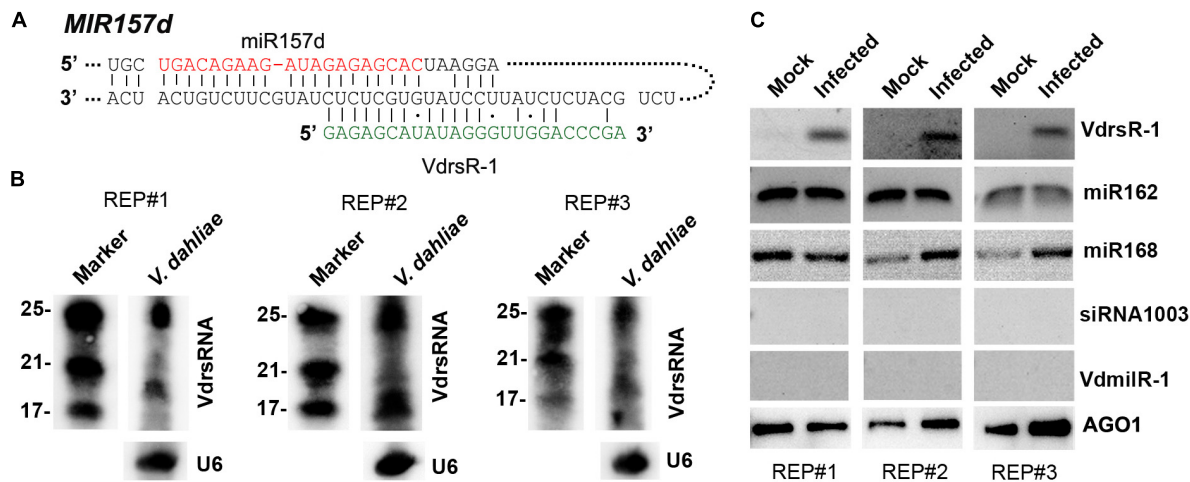 A
MIR157d
miR157d
5’ ··· UGC UGACAGAAG-AUAGAGAGCACUAAGGA
3’ ··· ACU ACUGUCUUCGUAUCUCUCGUGUAUCCUUAUCUCUACG UCU
5’ GAGAGCAUAUAGGGUUGGACCCGA 3’
VdrsR-1
B
REP#1 REP#2 REP#3
Marker V. dahliae Marker V. dahliae Marker V. dahliae
25- 21- 17- VdrsRNA
25- 21- 17- VdrsRNA
25- 21- 17- VdrsRNA
U6 U6 U6
C
Mock Infected Mock Infected Mock Infected
VdrsR-1
miR162
miR168
siRNA1003
VdmilR-1
AGO1
REP#1 REP#2 REP#3